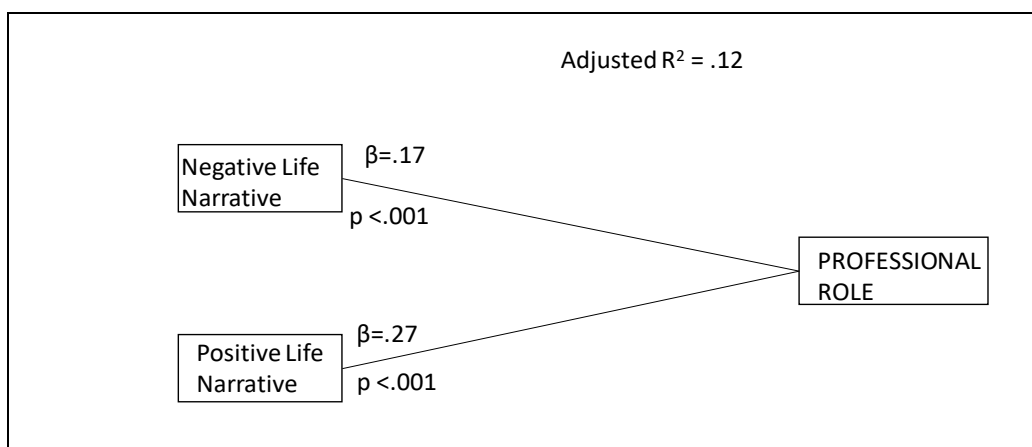 Adjusted R² = .12
Negative Life
Narrative
β=.17
p <.001
PROFESSIONAL
ROLE
Positive Life
Narrative
β=.27
p <.001